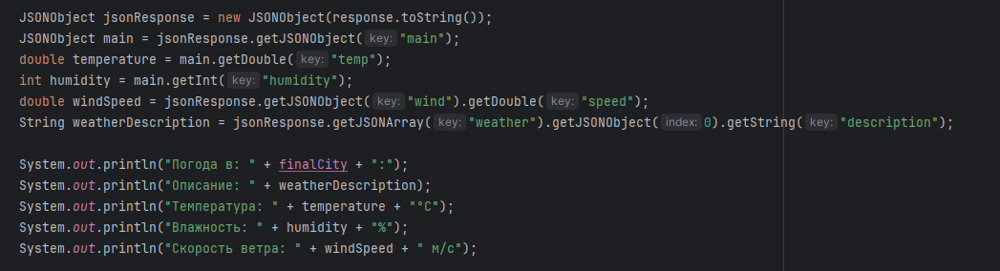 JSONObject jsonResponse = new JSONObject(response.toString());
JSONObject main = jsonResponse.getJSONObject( key: "main");
double temperature = main.getDouble( key: "temp");
int humidity = main.getInt( key: "humidity");
double windSpeed = jsonResponse.getJSONObject( key: "wind").getDouble( key: "speed");
String weatherDescription = jsonResponse.getJSONArray( key: "weather").getJSONObject( index: 0).getString( key: "description");
System.out.println("Погода в: " + finalCity + ":");
System.out.println("Описание: " + weatherDescription);
System.out.println("Температура: " + temperature + "°C");
System.out.println("Влажность: " + humidity + "%");
System.out.println("Скорость ветра: " + windSpeed + " м/с");